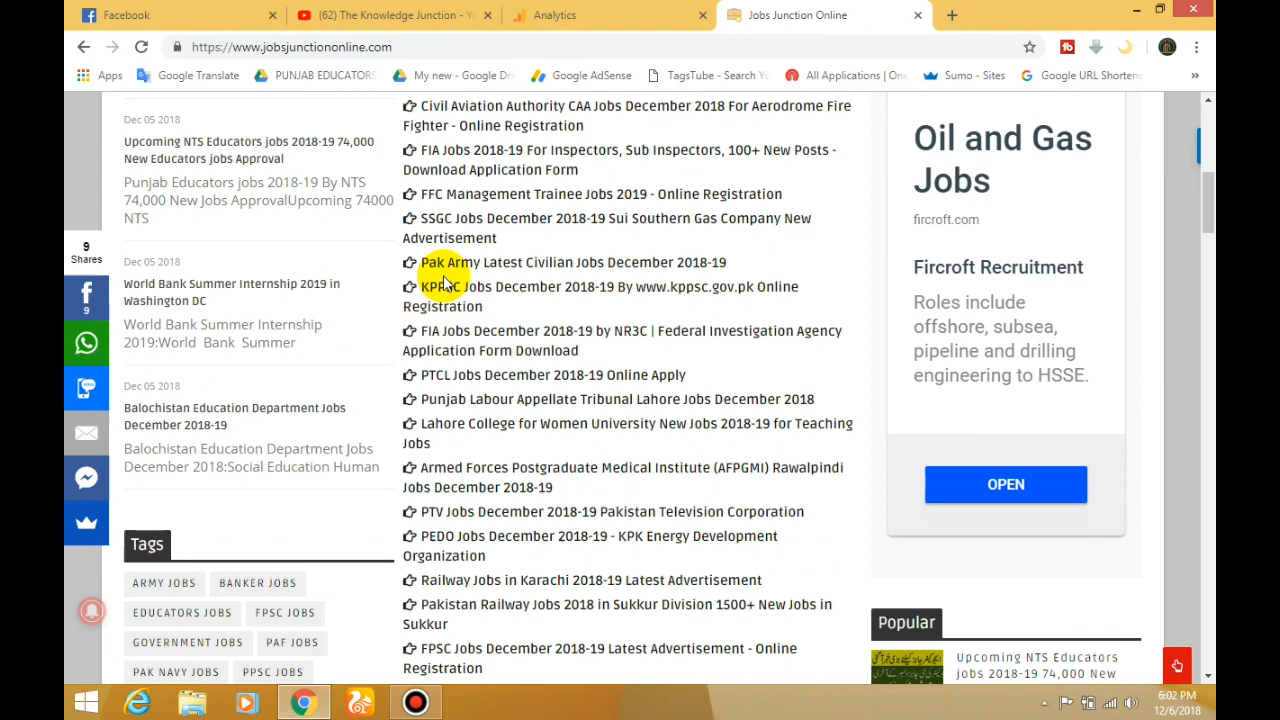 Facebook
(62) The Knowledge Junction - Y
Analytics
Jobs Junction Online
https://www.jobsjunctiononline.com
Apps
Google Translate
PUNJAB EDUCATORS
My new - Google Dr
Google AdSense
TagsTube - Search Yo
All Applications | On
Sumo - Sites
Google URL Shortene
9
Shares
9
Dec 05 2018
Upcoming NTS Educators jobs 2018-19 74,000
New Educators jobs Approval
Punjab Educators jobs 2018-19 By NTS
74,000 New Jobs ApprovalUpcoming 74000
NTS
Dec 05 2018
World Bank Summer Internship 2019 in
Washington DC
World Bank Summer Internship
2019:World Bank Summer
Dec 05 2018
Balochistan Education Department Jobs
December 2018-19
Balochistan Education Department Jobs
December 2018:Social Education Human
Tags
ARMY JOBS
BANKER JOBS
EDUCATORS JOBS
FPSC JOBS
GOVERNMENT JOBS
PAF JOBS
PAK NAVY JOBS
PPSC JOBS
Civil Aviation Authority CAA Jobs December 2018 For Aerodrome Fire
Fighter - Online Registration
FIA Jobs 2018-19 For Inspectors, Sub Inspectors, 100+ New Posts -
Download Application Form
FFC Management Trainee Jobs 2019 - Online Registration
SSGC Jobs December 2018-19 Sui Southern Gas Company New
Advertisement
Pak Army Latest Civilian Jobs December 2018-19
KPPSC Jobs December 2018-19 By www.kppsc.gov.pk Online
Registration
FIA Jobs December 2018-19 by NR3C | Federal Investigation Agency
Application Form Download
PTCL Jobs December 2018-19 Online Apply
Punjab Labour Appellate Tribunal Lahore Jobs December 2018
Lahore College for Women University New Jobs 2018-19 for Teaching
Jobs
Armed Forces Postgraduate Medical Institute (AFPGMI) Rawalpindi
Jobs December 2018-19
PTV Jobs December 2018-19 Pakistan Television Corporation
PEDO Jobs December 2018-19 - KPK Energy Development
Organization
Railway Jobs in Karachi 2018-19 Latest Advertisement
Pakistan Railway Jobs 2018 in Sukkur Division 1500+ New Jobs in
Sukkur
FPSC Jobs December 2018-19 Latest Advertisement - Online
Registration
Oil and Gas
Jobs
fircroft.com
Fircroft Recruitment
Roles include
offshore, subsea,
pipeline and drilling
engineering to HSSE.
OPEN
Popular
Upcoming NTS Educators
jobs 2018-19 74,000 New
6:02 PM
12/6/2018